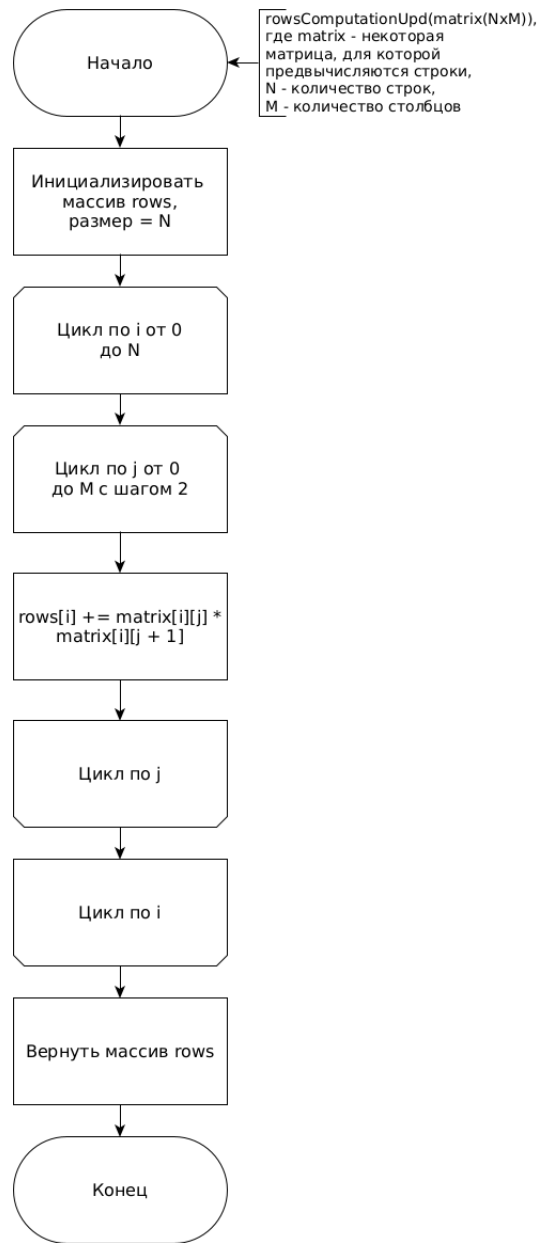 Начало
rowsComputationUpd(matrix(NxM)),
где matrix - некоторая
матрица, для которой
предвычисляются строки,
N - количество строк,
M - количество столбцов
Инициализировать
массив rows,
размер = N
Цикл по i от 0
до N
Цикл по j от 0
до M с шагом 2
rows[i] += matrix[i][j] *
matrix[i][j + 1]
Цикл по j
Цикл по i
Вернуть массив rows
Конец